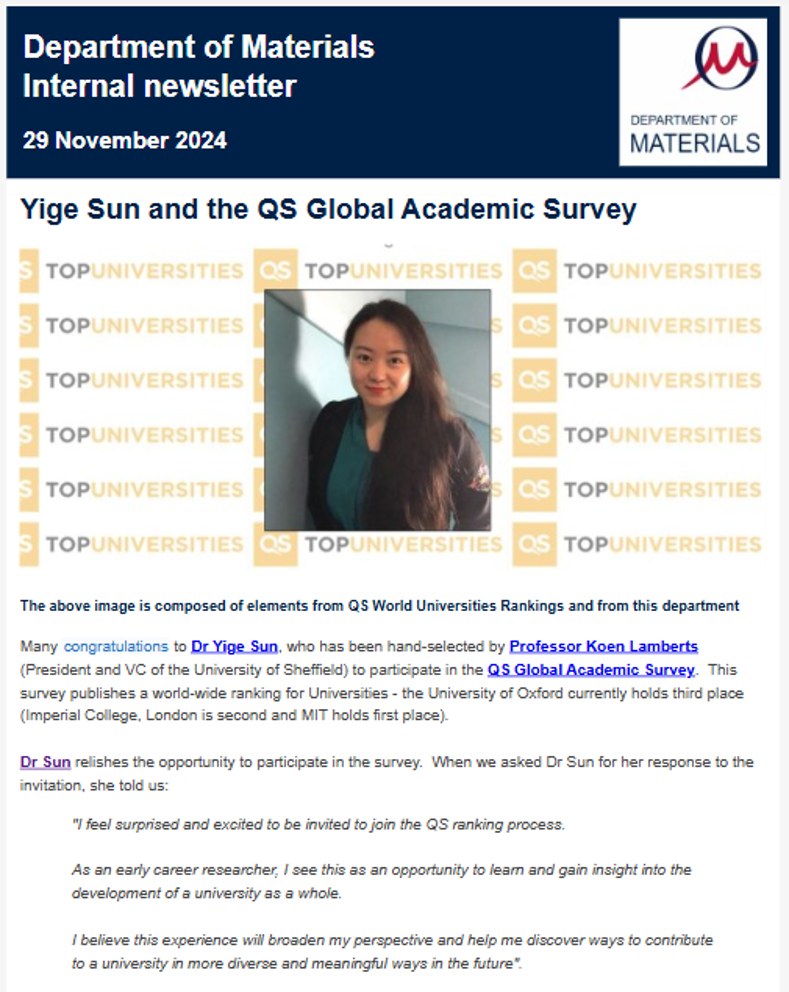 Department of Materials
Internal newsletter
29 November 2024
DEPARTMENT OF
MATERIALS
Yige Sun and the QS Global Academic Survey
S TOPUNIVERSITIES QS TOPUNIVERSITIES QS TOPUNIVERSITIES
S TOPUNIVERSITIES S QS TOPUNIVERSITIES
S TOPUNIVERSITIES S QS TOPUNIVERSITIES
S TOPUNIVERSITIES S QS TOPUNIVERSITIES
S TOPUNIVERSITIES S QS TOPUNIVERSITIES
S TOPUNIVERSITIES QS TOPUNIVERSITIES QS TOPUNIVERSITIES
The above image is composed of elements from QS World Universities Rankings and from this department
Many congratulations to Dr Yige Sun, who has been hand-selected by Professor Koen Lamberts
(President and VC of the University of Sheffield) to participate in the QS Global Academic Survey. This
survey publishes a world-wide ranking for Universities - the University of Oxford currently holds third place
(Imperial College, London is second and MIT holds first place).
Dr Sun relishes the opportunity to participate in the survey. When we asked Dr Sun for her response to the
invitation, she told us:
"I feel surprised and excited to be invited to join the QS ranking process.
As an early career researcher, I see this as an opportunity to learn and gain insight into the
development of a university as a whole.
I believe this experience will broaden my perspective and help me discover ways to contribute
to a university in more diverse and meaningful ways in the future".